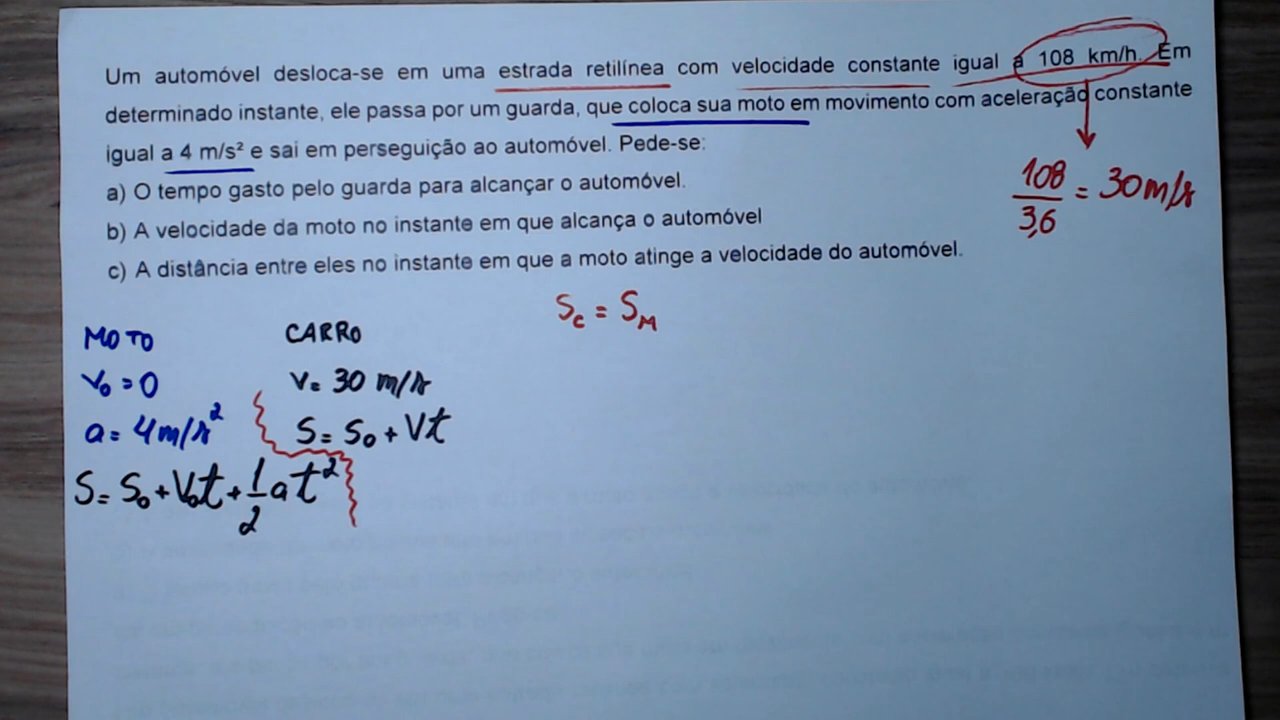 Um automóvel desloca-se em uma estrada retilínea com velocidade constante igual a 108 km/h. Em
determinado instante, ele passa por um guarda, que coloca sua moto em movimento com aceleração constante
igual a 4 m/s² e sai em perseguição ao automóvel. Pede-se:
a) O tempo gasto pelo guarda para alcançar o automóvel.
b) A velocidade da moto no instante em que alcança o automóvel
c) A distância entre eles no instante em que a moto atinge a velocidade do automóvel.
108/3,6 = 30 m/s
Sc = SM
MOTO
V₀ = 0
a = 4 m/s²
S = S₀ + V₀t + 1/2 at²
CARRO
V = 30 m/s
S = S₀ + Vt